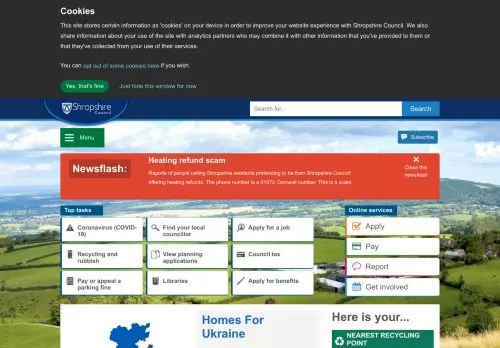 Cookies
This site stores certain information as 'cookies' on your device in order to improve your website experience with Shropshire Council. We also
share information about your use of the site with analytics partners who may combine it with other information that you've provided to them or
that they've collected from your use of their services.
You can opt out of some cookies here if you wish.
Yes, that's fine
Just hide this window for now
Shropshire
Council
Search for...
Search
Menu
Subscribe
Newsflash:
Heating refund scam
Reports of people calling Shropshire residents pretending to be from Shropshire Council
offering heating refunds. The phone number is a 01872 Cornwall number. This is a scam.
Close this
newsflash
Top tasks
Coronavirus (COVID-
19)
Find your local
councillor
Apply for a job
Recycling and
rubbish
View planning
applications
Council tax
Pay or appeal a
parking fine
Libraries
Apply for benefits
Online services
Apply
Pay
Report
Get involved
Homes For
Ukraine
Here is your...
NEAREST RECYCLING
POINT